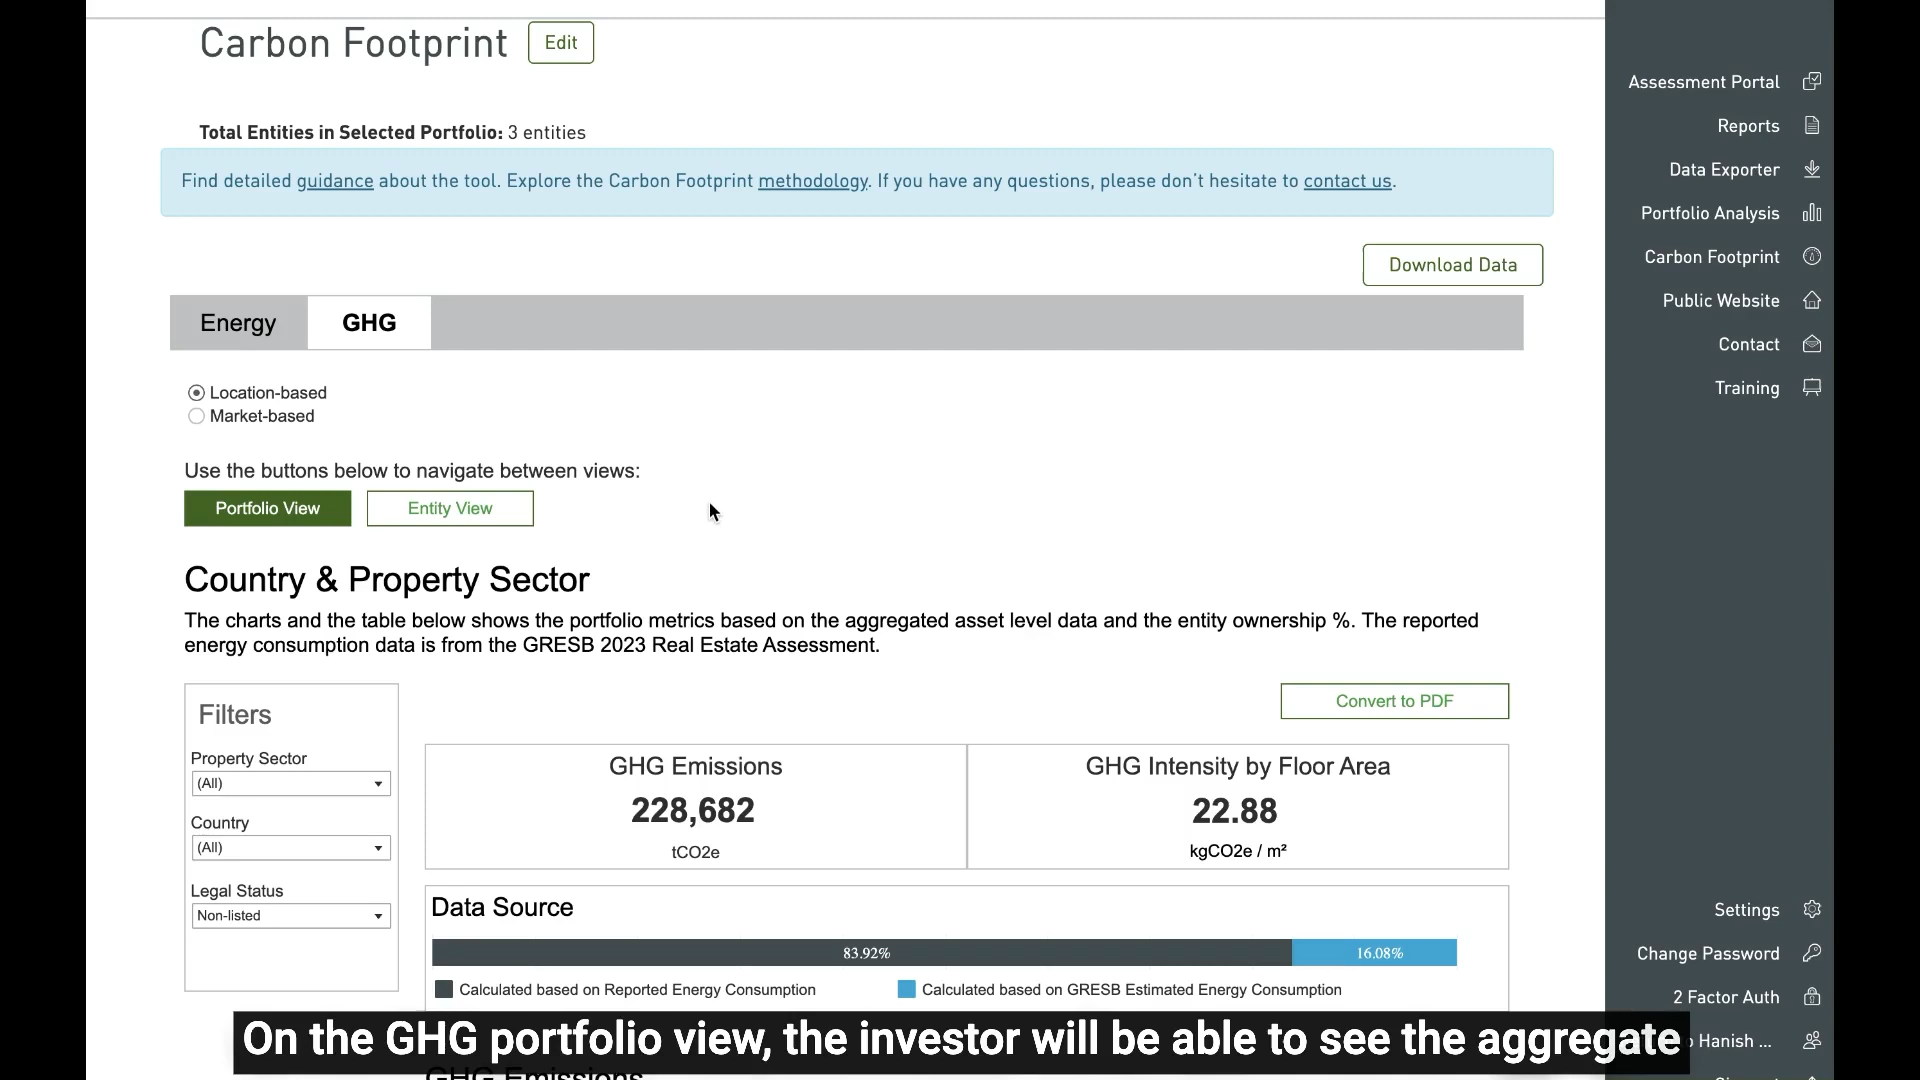 Carbon Footprint
Edit
Total Entities in Selected Portfolio: 3 entities
Find detailed guidance about the tool. Explore the Carbon Footprint methodology. If you have any questions, please don't hesitate to contact us.
Download Data
Energy
GHG
Location-based
Market-based
Use the buttons below to navigate between views:
Portfolio View
Entity View
Country & Property Sector
The charts and the table below shows the portfolio metrics based on the aggregated asset level data and the entity ownership %. The reported
energy consumption data is from the GRESB 2023 Real Estate Assessment.
Filters
Property Sector
(All)
Country
(All)
Legal Status
Non-listed
Convert to PDF
GHG Emissions
228,682
tCO2e
GHG Intensity by Floor Area
22.88
kgCO2e / m²
Data Source
83.92%
16.08%
Calculated based on Reported Energy Consumption
Calculated based on GRESB Estimated Energy Consumption
On the GHG portfolio view, the investor will be able to see the aggregate
GHG Emissions
Assessment Portal
Reports
Data Exporter
Portfolio Analysis
Carbon Footprint
Public Website
Contact
Training
Settings
Change Password
2 Factor Auth
Hanish ...